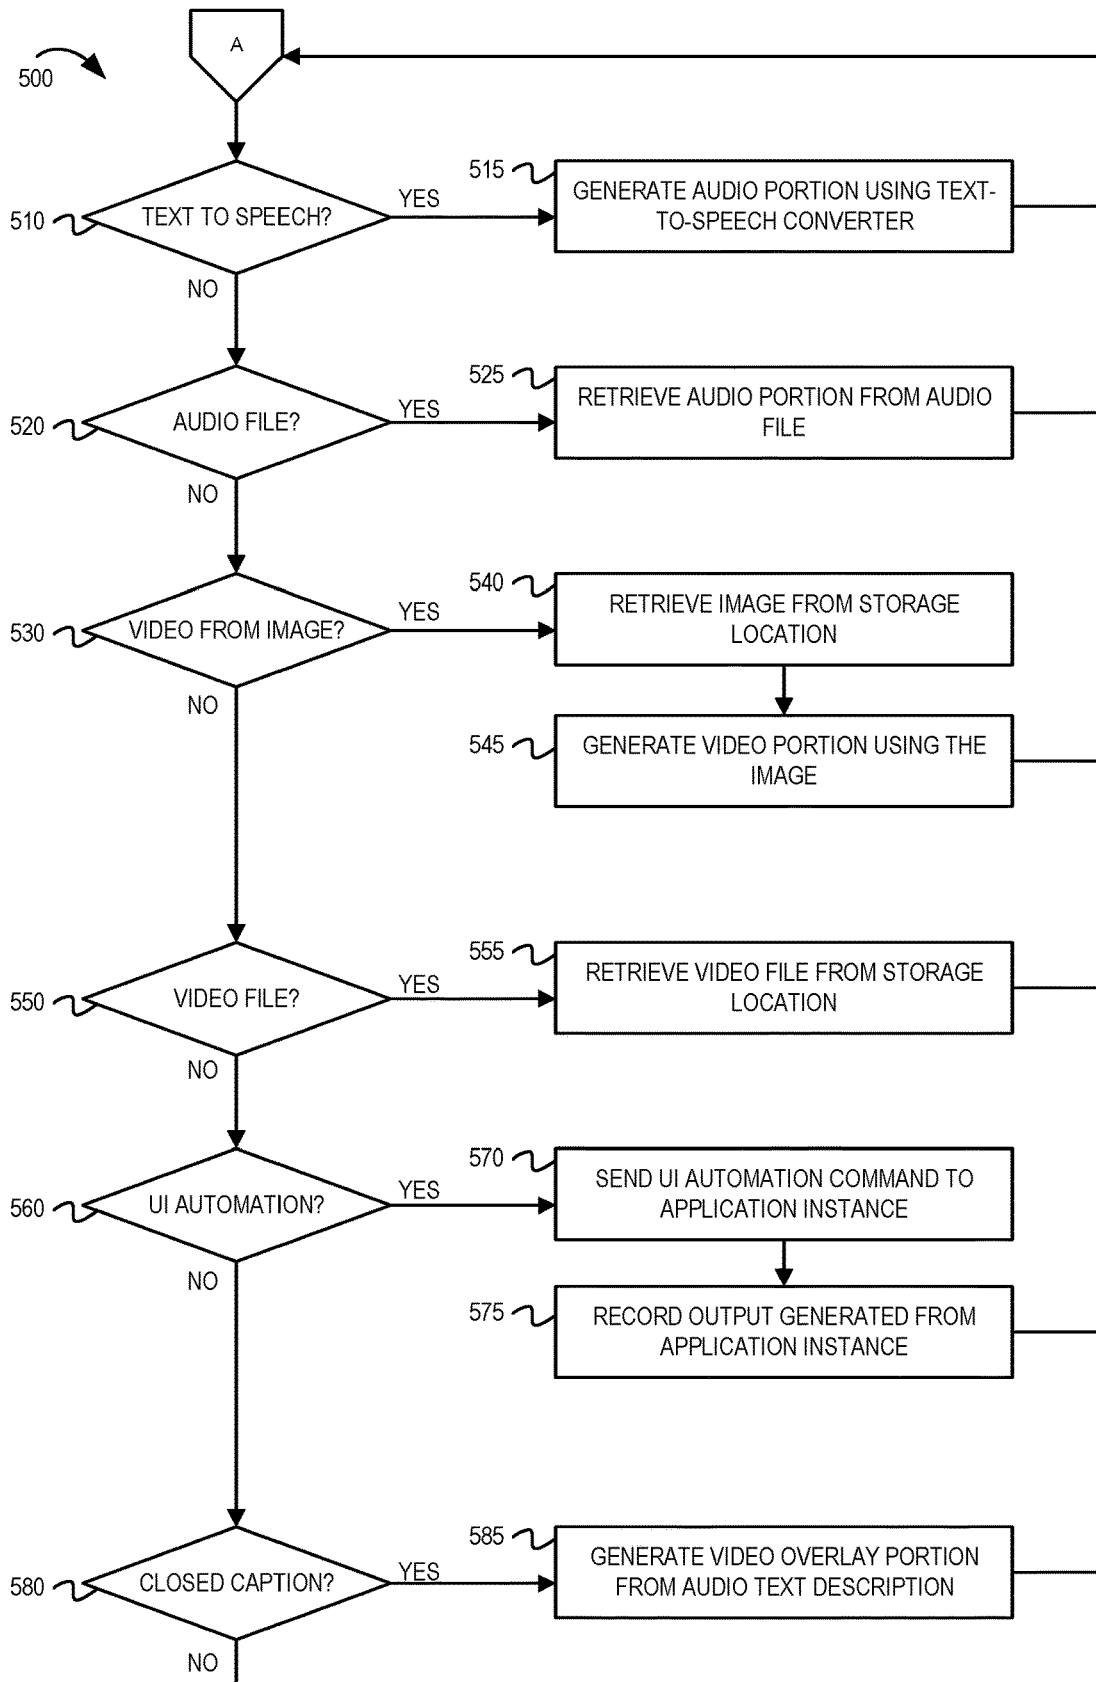 A
500
515
GENERATE AUDIO PORTION USING TEXT-
TO-SPEECH CONVERTER
510
TEXT TO SPEECH?
YES
NO
525
RETRIEVE AUDIO PORTION FROM AUDIO
FILE
520
AUDIO FILE?
YES
NO
540
RETRIEVE IMAGE FROM STORAGE
LOCATION
530
VIDEO FROM IMAGE?
YES
NO
545
GENERATE VIDEO PORTION USING THE
IMAGE
555
RETRIEVE VIDEO FILE FROM STORAGE
LOCATION
550
VIDEO FILE?
YES
NO
570
SEND UI AUTOMATION COMMAND TO
APPLICATION INSTANCE
560
UI AUTOMATION?
YES
NO
575
RECORD OUTPUT GENERATED FROM
APPLICATION INSTANCE
585
GENERATE VIDEO OVERLAY PORTION
FROM AUDIO TEXT DESCRIPTION
580
CLOSED CAPTION?
YES
NO